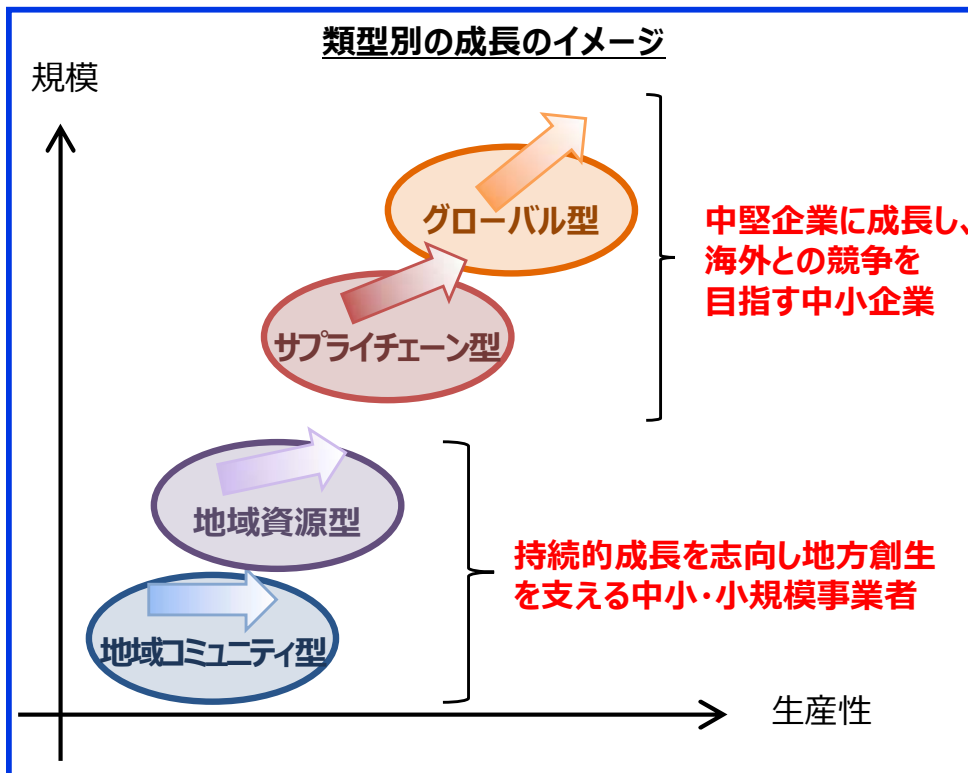 類型別の成長のイメージ
規模
グローバル型
中堅企業に成長し、
海外との競争を
目指す中小企業
サプライチェーン型
地域資源型
持続的成長を志向し地方創生
を支える中小・小規模事業者
地域コミュニティ型
生産性